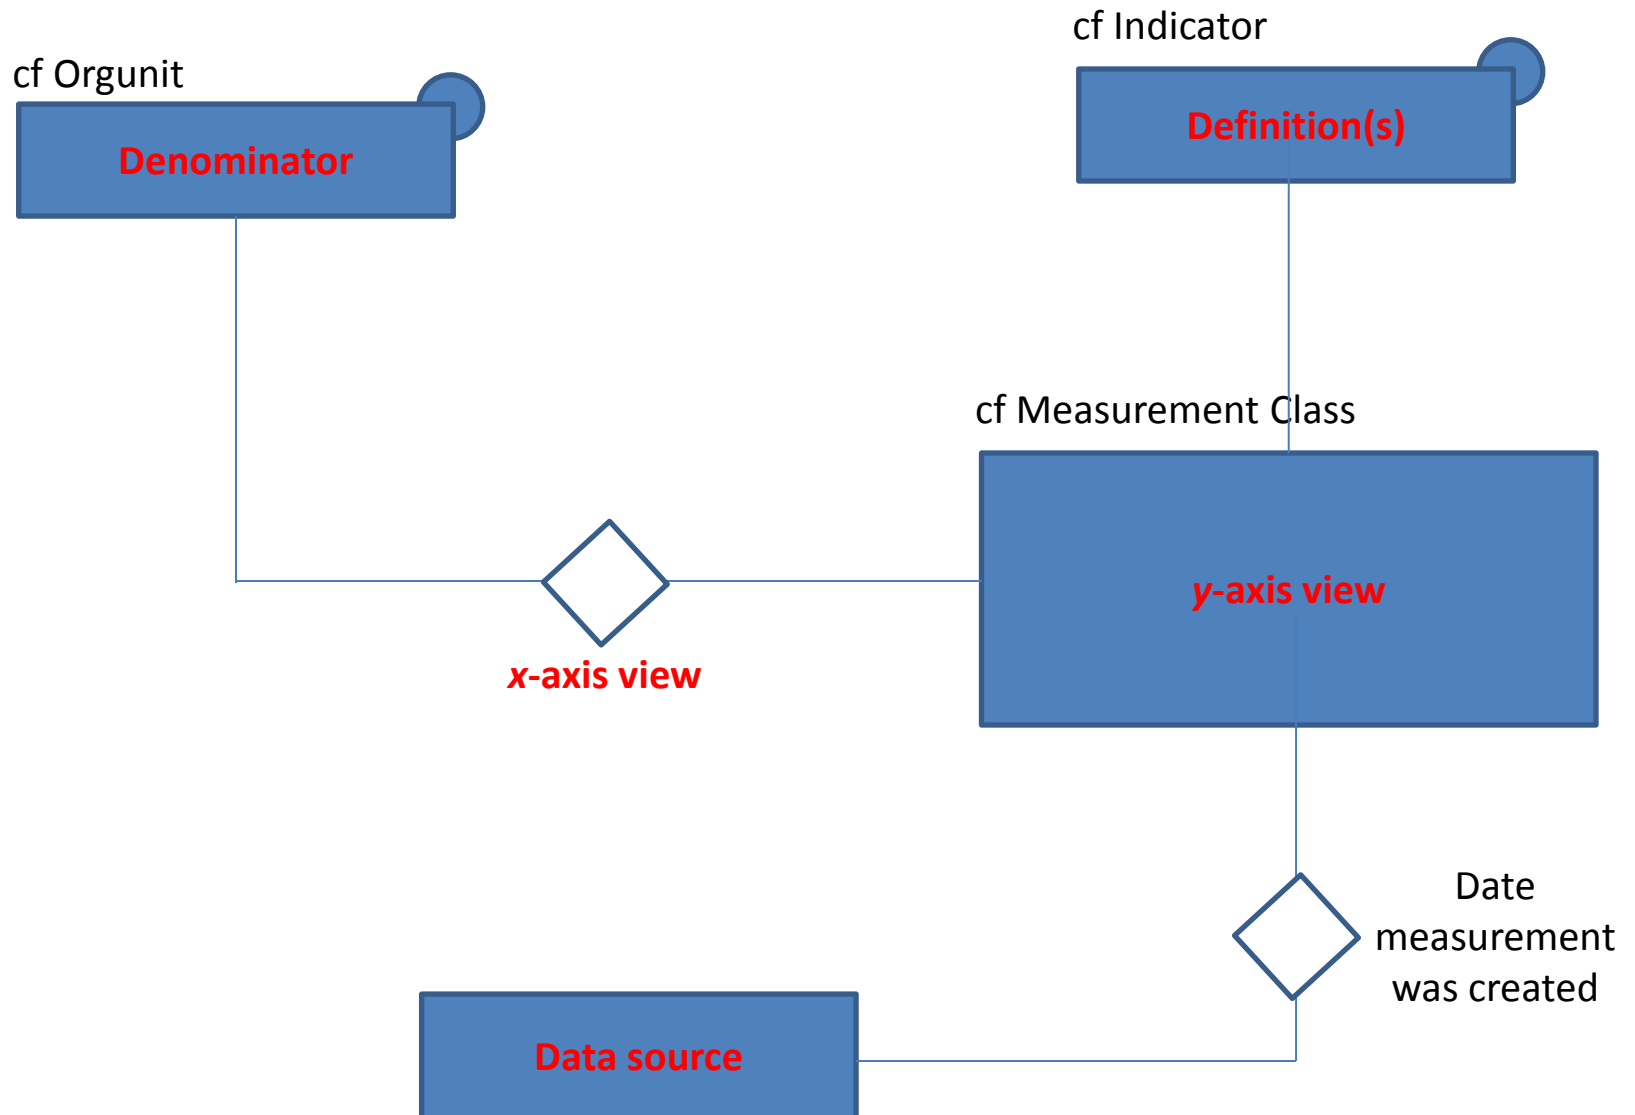 cf Orgunit
Denominator
cf Indicator
Definition(s)
cf Measurement Class
y-axis view
x-axis view
Date
measurement
was created
Data source